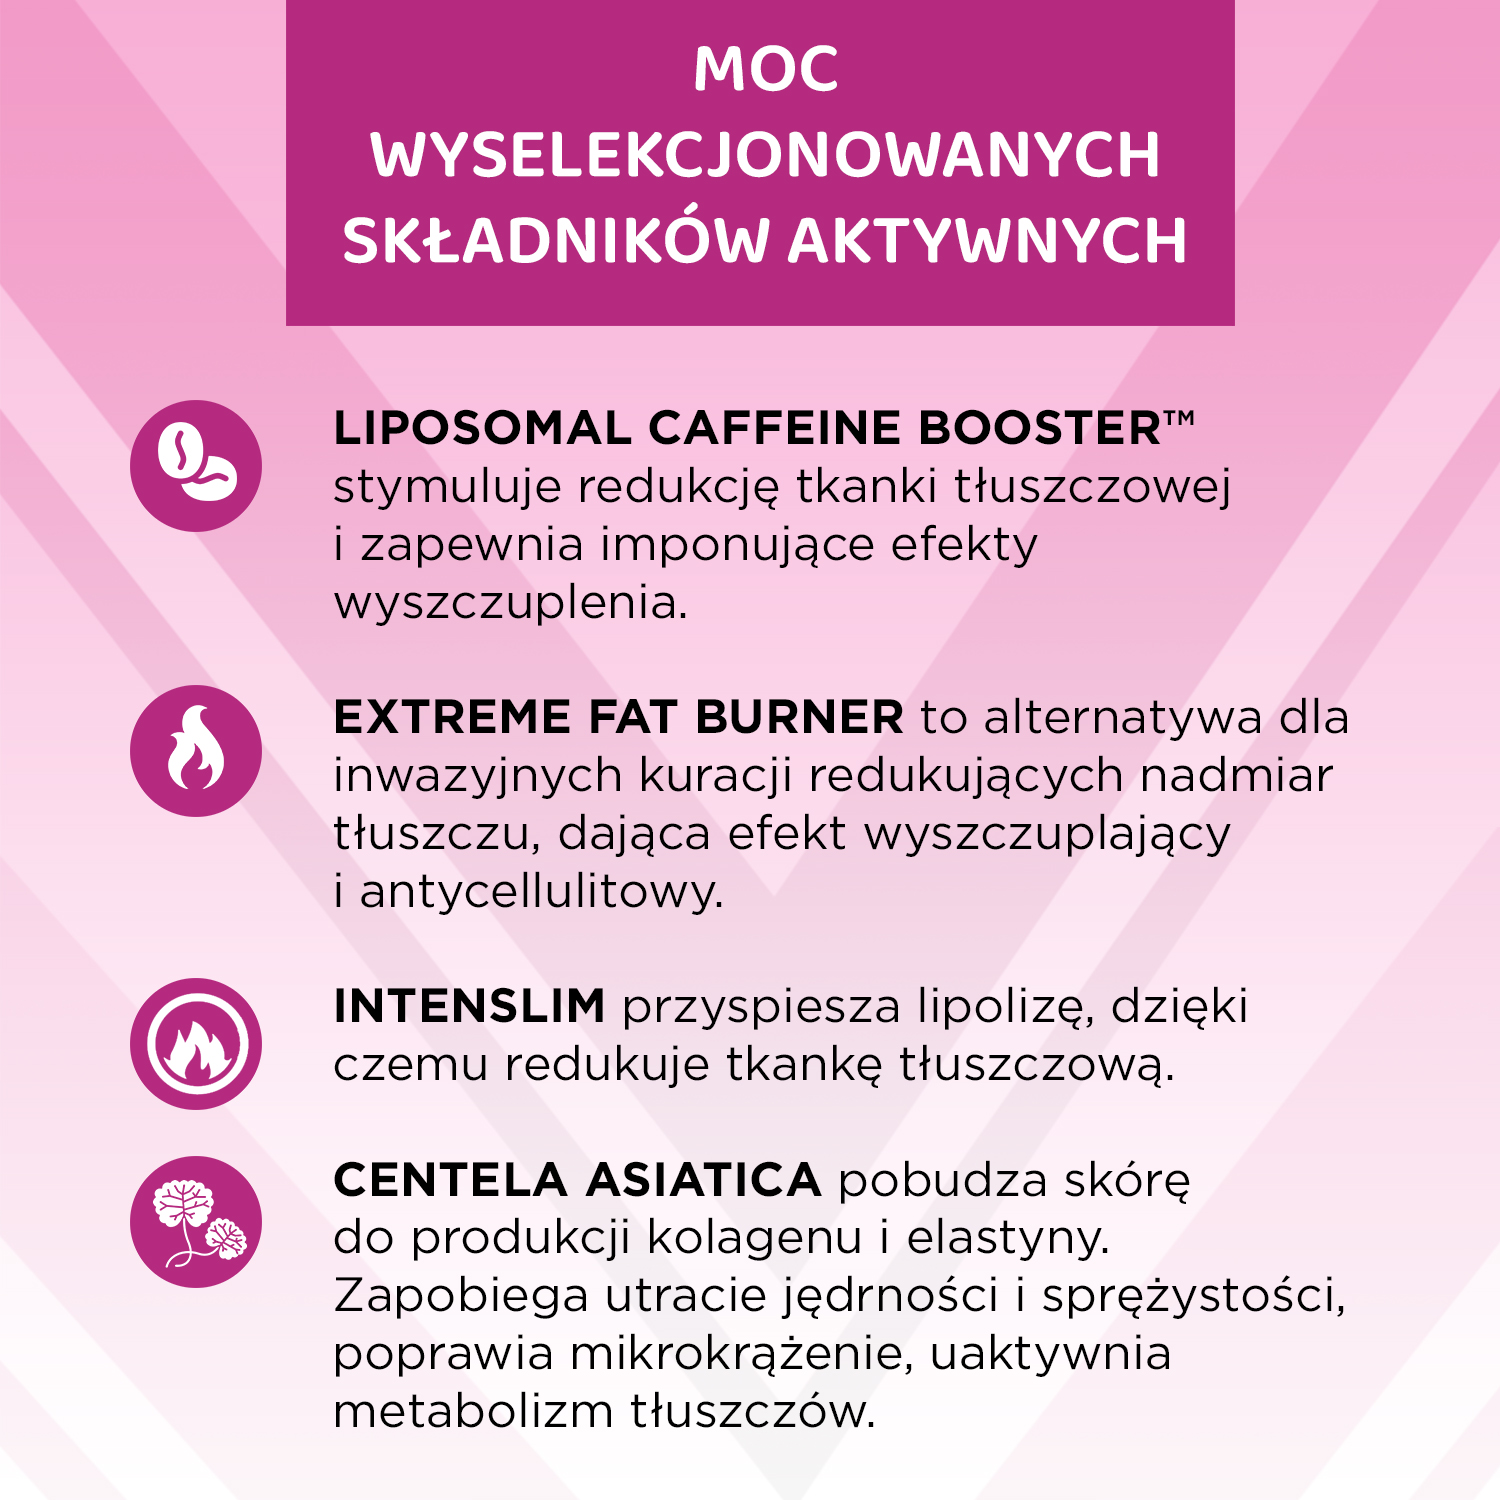 MOC
WYSELEKCJONOWANYCH
SKŁADNIKÓW AKTYWNYCH
LIPOSOMAL CAFFEINE BOOSTER™
stymuluje redukcję tkanki tłuszczowej
i zapewnia imponujące efekty
wyszczuplenia.
EXTREME FAT BURNER to alternatywa dla
inwazyjnych kuracji redukujących nadmiar
tłuszczu, dająca efekt wyszczuplający
i antycellulitowy.
INTENSLIM przyspiesza lipolizę, dzięki
czemu redukuje tkankę tłuszczową.
CENTELA ASIATICA pobudza skórę
do produkcji kolagenu i elastyny.
Zapobiega utracie jędrności i sprężystości,
poprawia mikrokrążenie, uaktywnia
metabolizm tłuszczów.